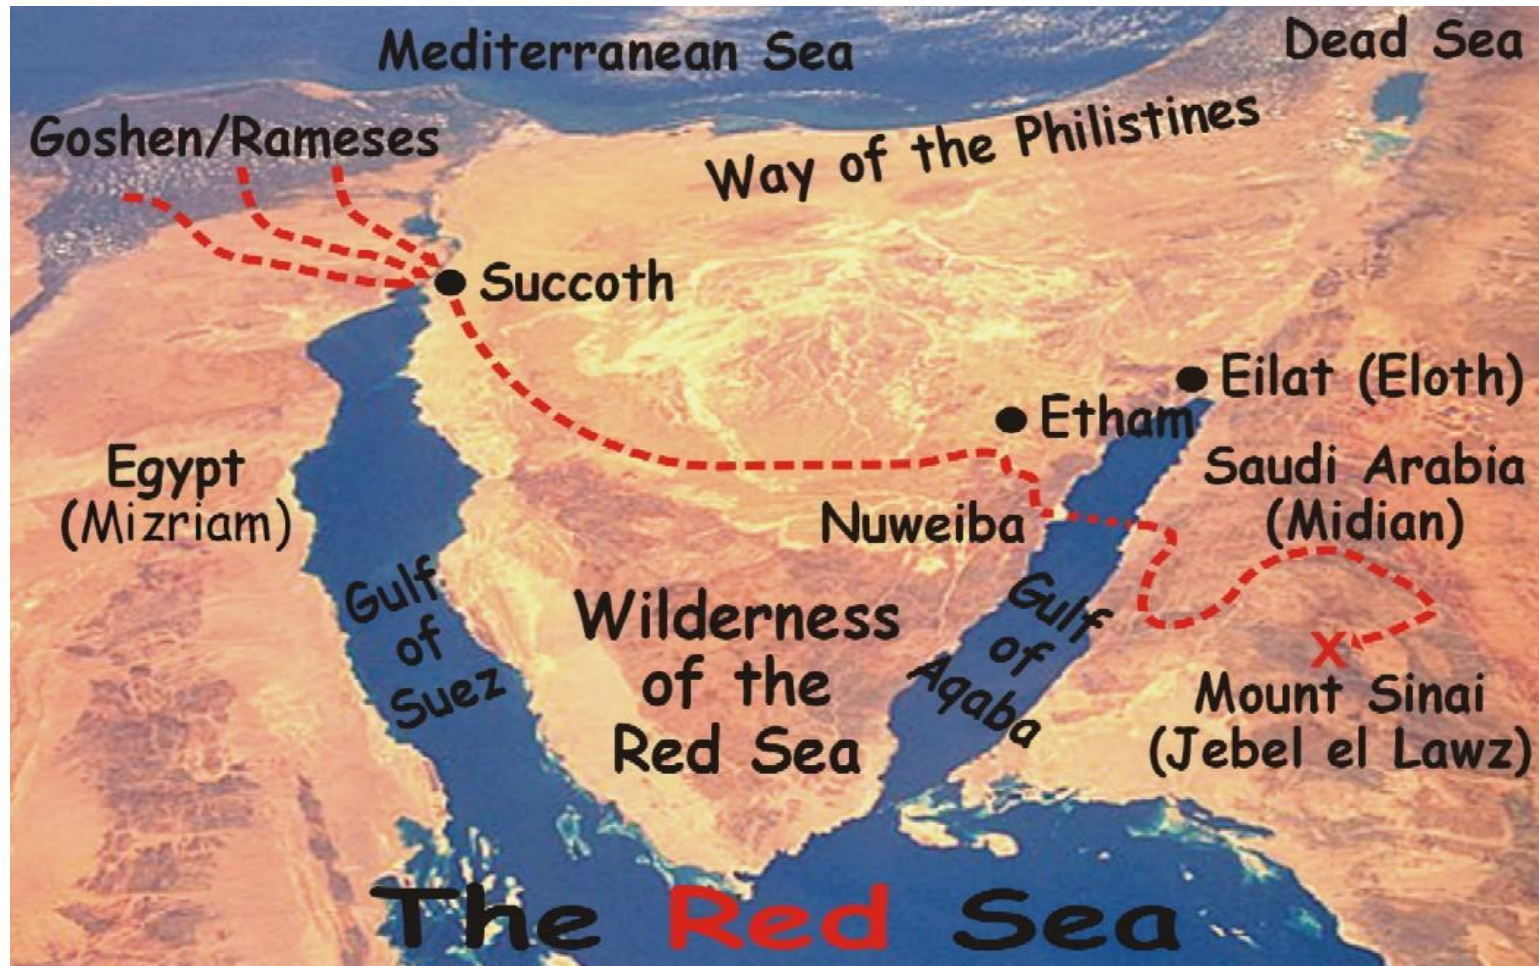 Mediterranean Sea
Dead Sea
Goshen/Rameses
Way of the Philistines
Succoth
Eilat (Eloth)
Etham
Egypt
(Mizriam)
Saudi Arabia
(Midian)
Nuweiba
Gulf
of
Suez
Wilderness
of the
Red Sea
Gulf
of
Aqaba
X
Mount Sinai
(Jebel el Lawz)
The Red Sea